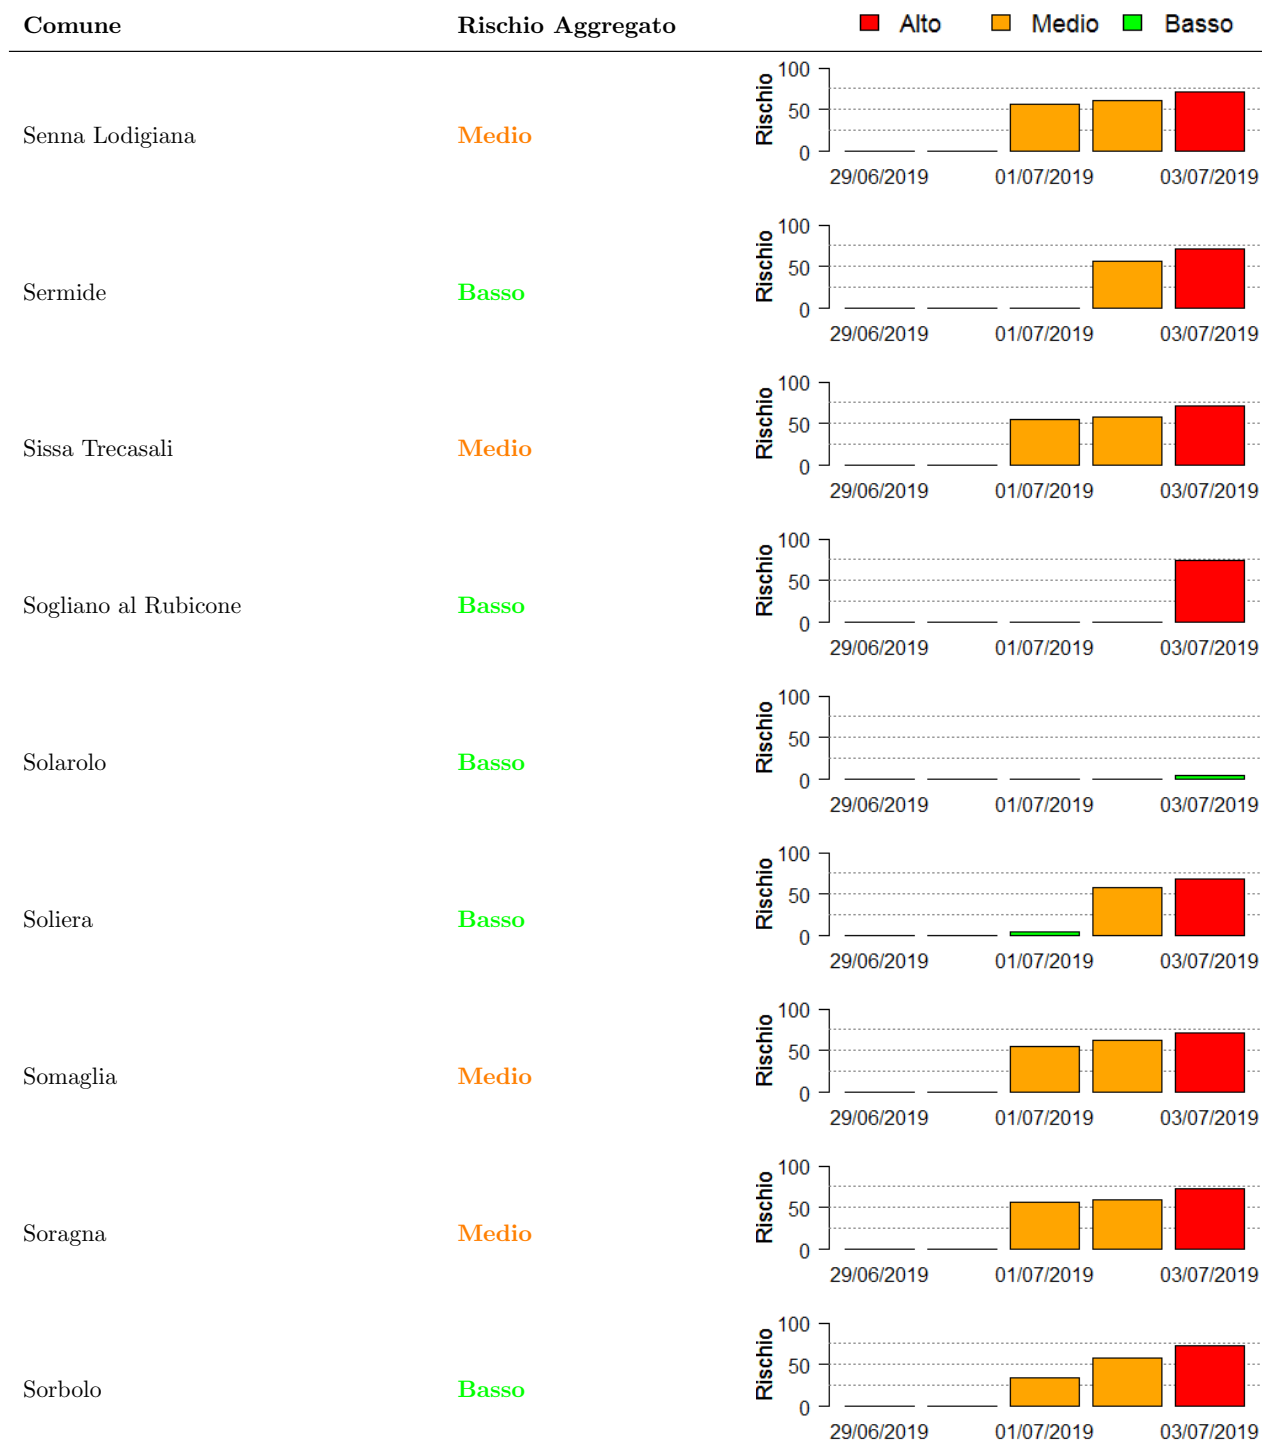 Comune Rischio Aggregato Alto Medio Basso
100
50
0
Rischio
Senna Lodigiana Medio
29/06/2019 01/07/2019 03/07/2019
100
50
0
Rischio
Sermide Basso
29/06/2019 01/07/2019 03/07/2019
100
50
0
Rischio
Sissa Trecasali Medio
29/06/2019 01/07/2019 03/07/2019
100
50
0
Rischio
Sogliano al Rubicone Basso
29/06/2019 01/07/2019 03/07/2019
100
50
0
Rischio
Solarolo Basso
29/06/2019 01/07/2019 03/07/2019
100
50
0
Rischio
Soliera Basso
29/06/2019 01/07/2019 03/07/2019
100
50
0
Rischio
Somaglia Medio
29/06/2019 01/07/2019 03/07/2019
100
50
0
Rischio
Soragna Medio
29/06/2019 01/07/2019 03/07/2019
100
50
0
Rischio
Sorbolo Basso
29/06/2019 01/07/2019 03/07/2019